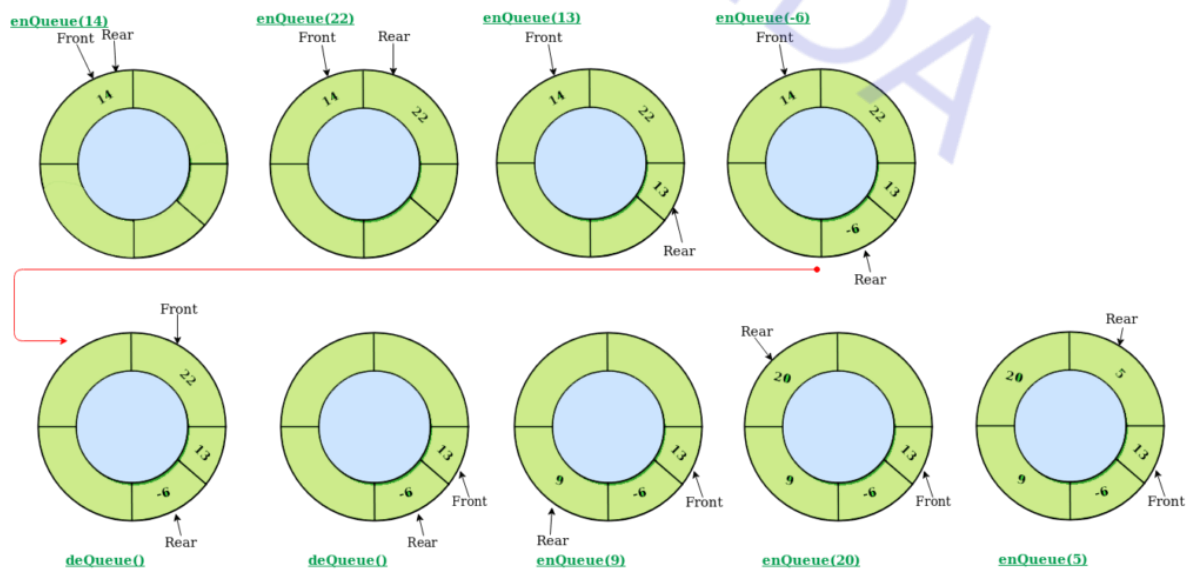 enQueue(14) enQueue(22) enQueue(13) enQueue(-6)
Front Rear Front Rear Front Front
14 14 22 14 22 14 22
13 13
-6
Rear Rear
Front Rear Rear
22 20 20 5
13 13 13 13 13
-6 -6 9 -6 9 -6 9 -6
Front Front Front Front
Rear Rear Rear
deQueue() deQueue() enQueue(9) enQueue(20) enQueue(5)
DA